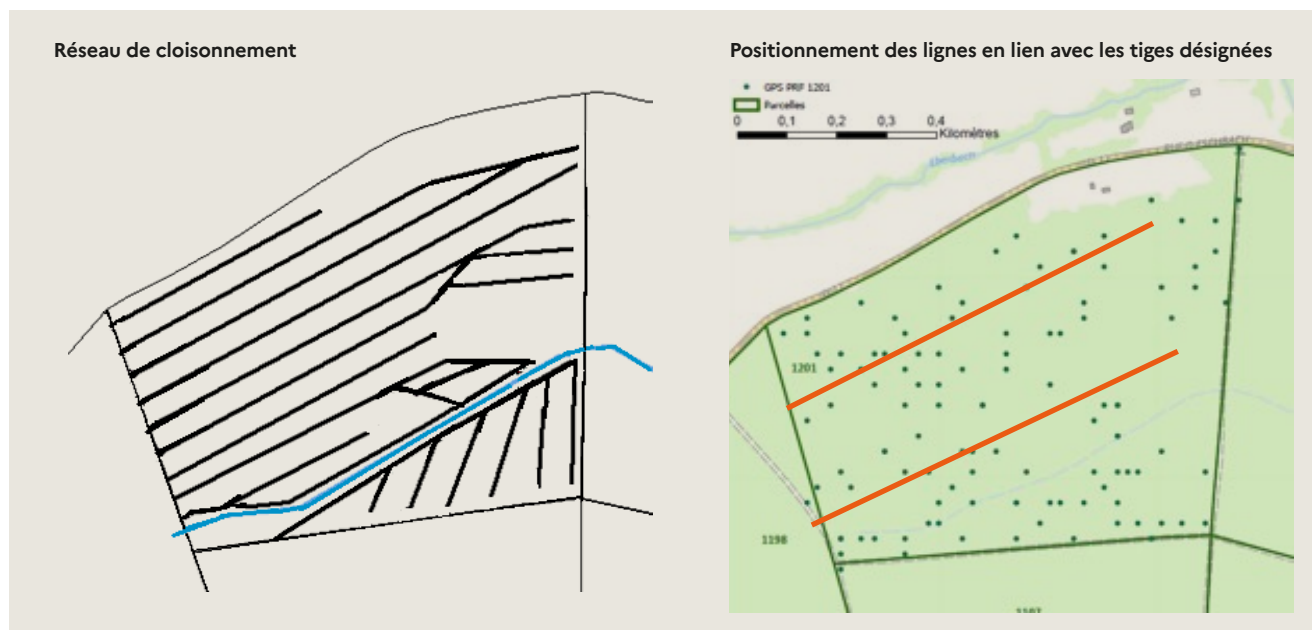 Réseau de cloisonnement
Positionnement des lignes en lien avec les tiges désignées
GPS PRF 1201
Parcelles
0 0,1 0,2 0,3 0,4
Kilomètres
1201
1198